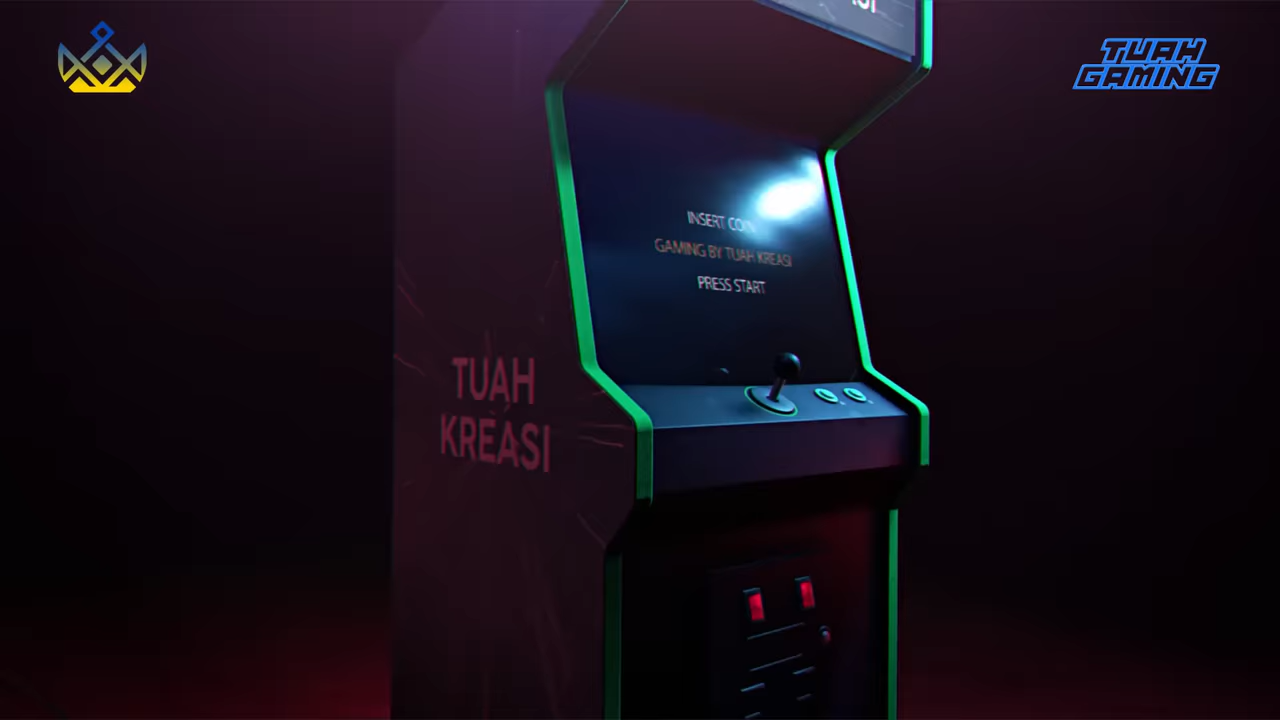 TUAH
GAMING
INSERT COIN
GAMING BY TUAH KREASI
PRESS START
TUAH
KREASI